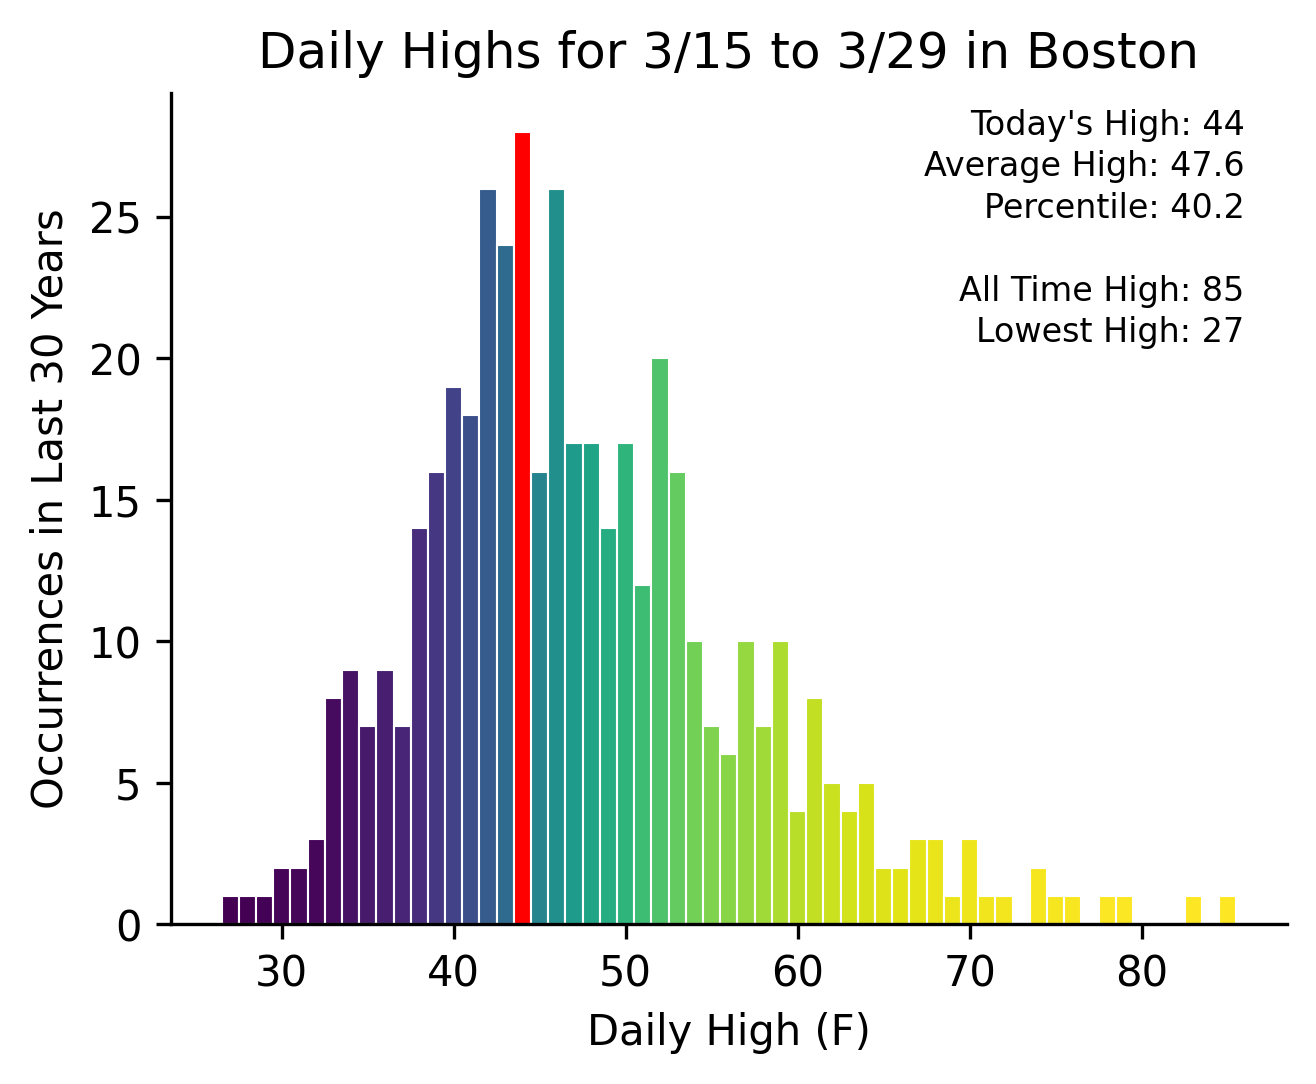 Daily Highs for 3/15 to 3/29 in Boston
Today's High: 44
Average High: 47.6
Percentile: 40.2
All Time High: 85
Lowest High: 27
Occurrences in Last 30 Years
25
20
15
10
5
0
30 40 50 60 70 80
Daily High (F)